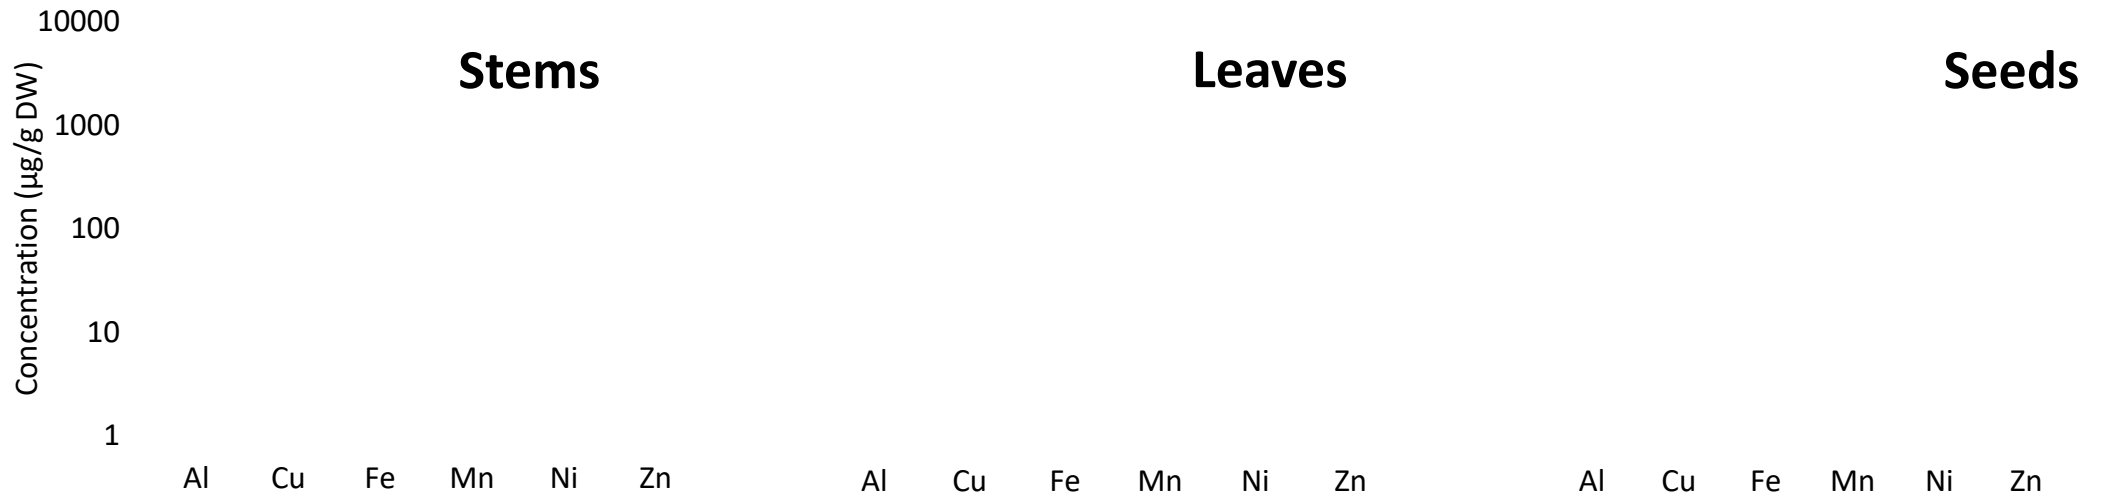 10000
Stems
Leaves
Seeds
Concentration (µg/g DW)
1000
100
10
1
Al Cu Fe Mn Ni Zn
Al Cu Fe Mn Ni Zn
Al Cu Fe Mn Ni Zn